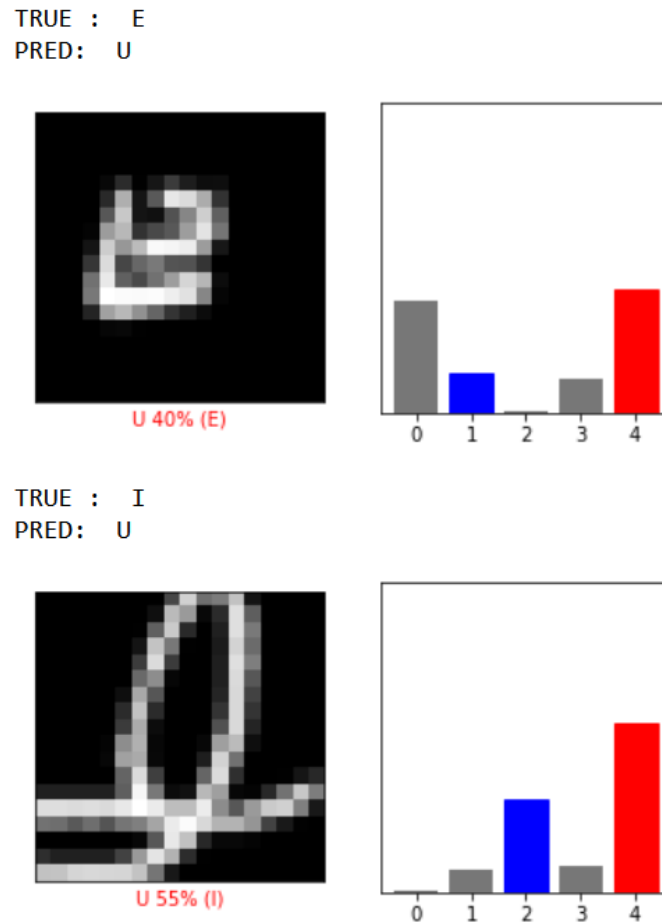 TRUE :  E
PRED:  U
U 40% (E)
0 1 2 3 4
TRUE :  I
PRED:  U
U 55% (I)
0 1 2 3 4